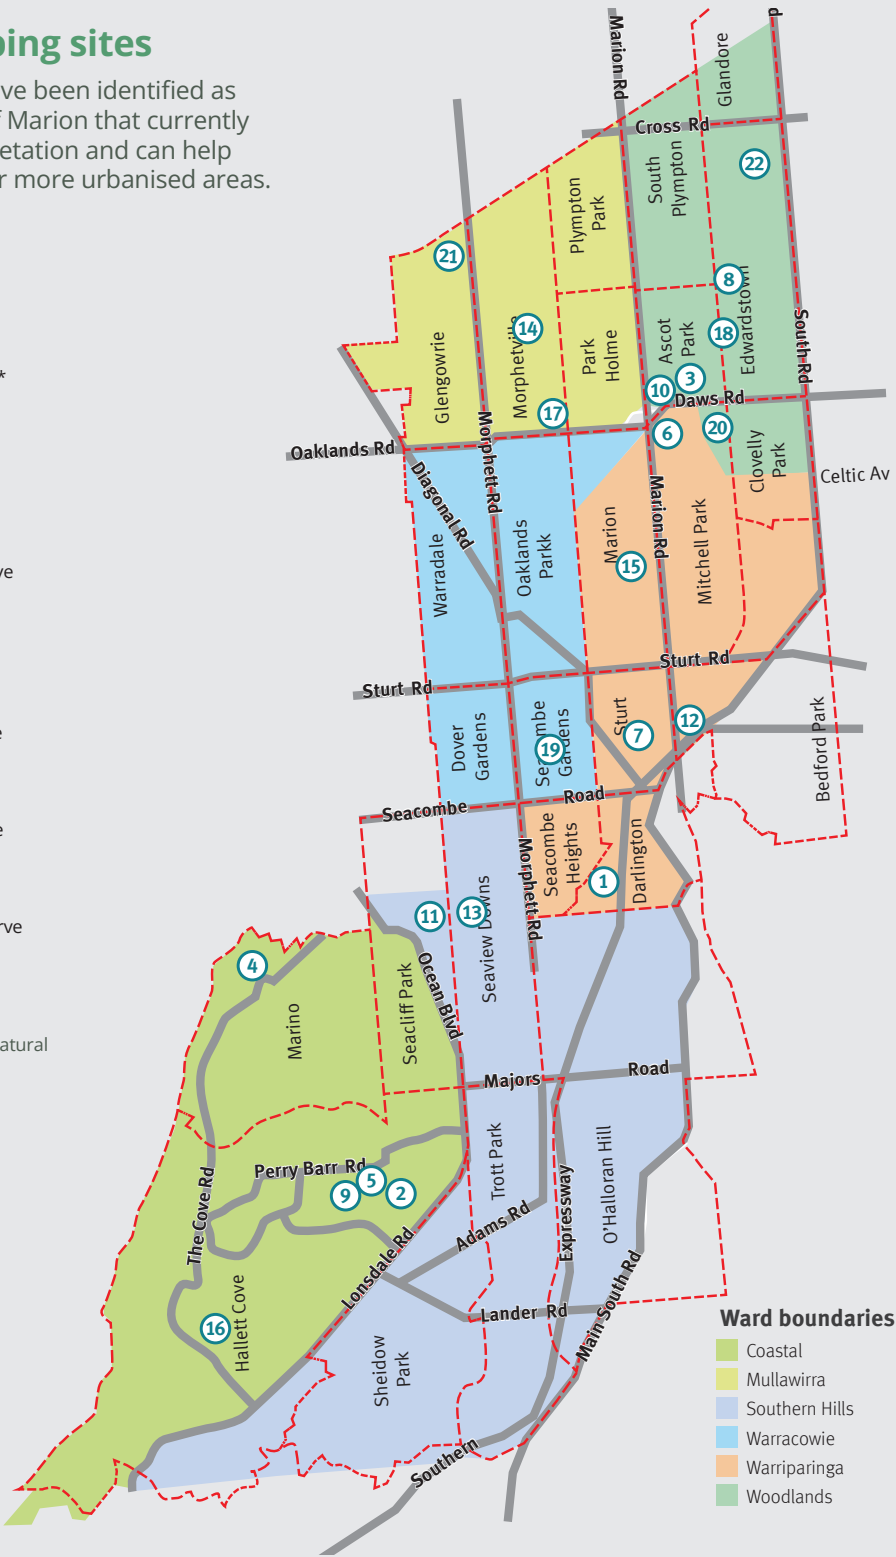 ping sites
ve been identified as
f Marion that currently
etation and can help
r more urbanised areas.
*
ve
e
e
rve
atural
Marion Rd
d
Glandore
Cross Rd
South
Plympton
22
Plympton
Park
21
8
Edwardstown
14
Morphetville
18
Ascot
Park
Park
Holme
Glengowrie
South Rd
3
10
Daws Rd
17
6
20
Oaklands Rd
Morphett Rd
Clovelly
Park
Celtic Av
Diagonal Rd
Marion Rd
Marion
Mitchell Park
Warradale
Oaklands
Parkk
15
Sturt Rd
Sturt Rd
Dover
Gardens
Seacombe
Gardens
19
Sturt
7
12
Bedford Park
Seacombe
Road
Morphett Rd
Seacombe
Heights
Darlington
1
11
13
Seaview Downs
4
Marino
Seacliff Park
Ocean Blvd
Majors
Road
Trott Park
O'Halloran Hill
Perry Barr Rd
5
9
2
The Cove Rd
Adams Rd
Expressway
Lonsdale Rd
Hallett Cove
16
Lander Rd
Main South Rd
Sheidow
Park
Southern
Ward boundaries
Coastal
Mullawirra
Southern Hills
Warracowie
Warriparinga
Woodlands